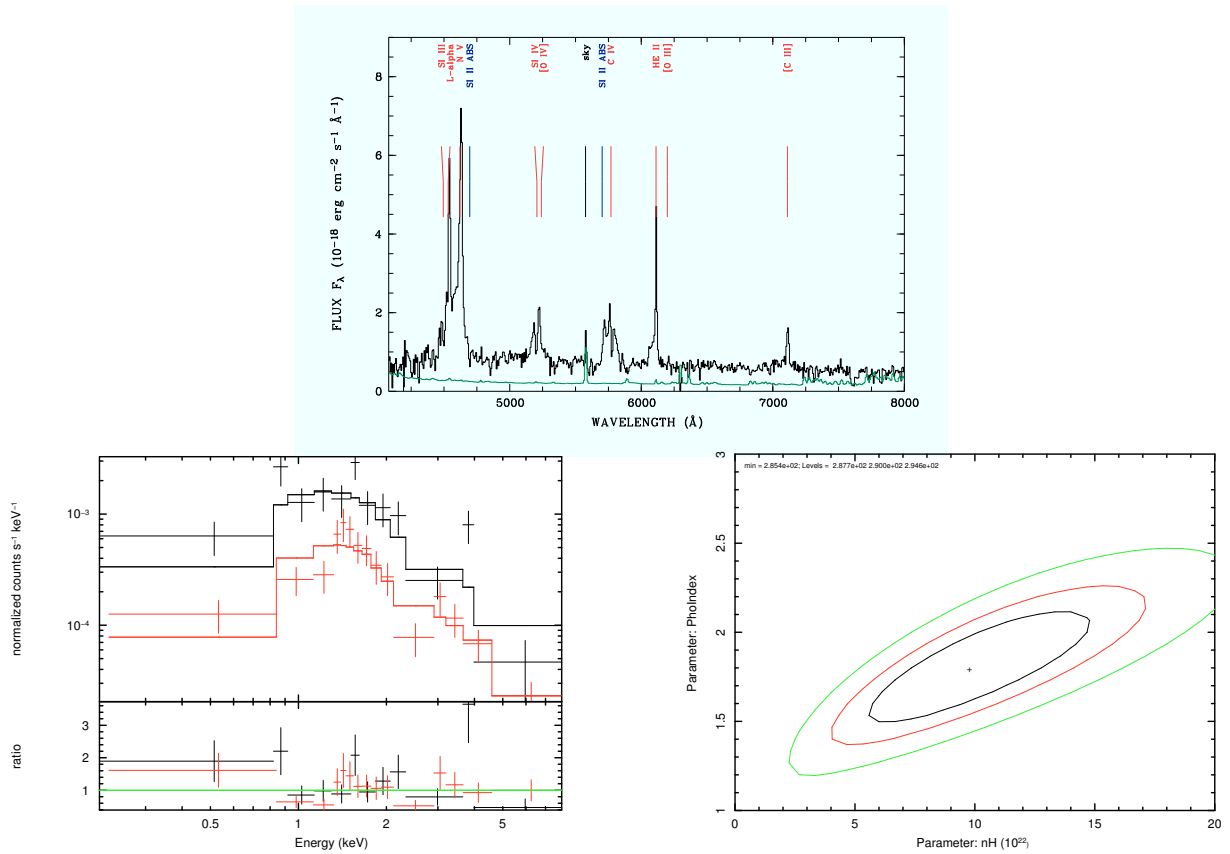 SI III
L-alpha
N V
SI II ABS
SI IV
[O IV]
sky
SI II ABS
C IV
HE II
[O III]
[C III]
FLUX Fλ (10⁻¹⁸ erg cm⁻² s⁻¹ Å⁻¹)
8
6
4
2
0
5000 6000 7000 8000
WAVELENGTH (Å)
normalized counts s⁻¹ keV⁻¹
10⁻³
10⁻⁴
ratio
3
2
1
0.5 1 2 5
Energy (keV)
min = 2.854e+02; Levels = 2.877e+02 2.900e+02 2.946e+02
Parameter: PhoIndex
3
2.5
2
1.5
1
0 5 10 15 20
Parameter: nH (10²²)